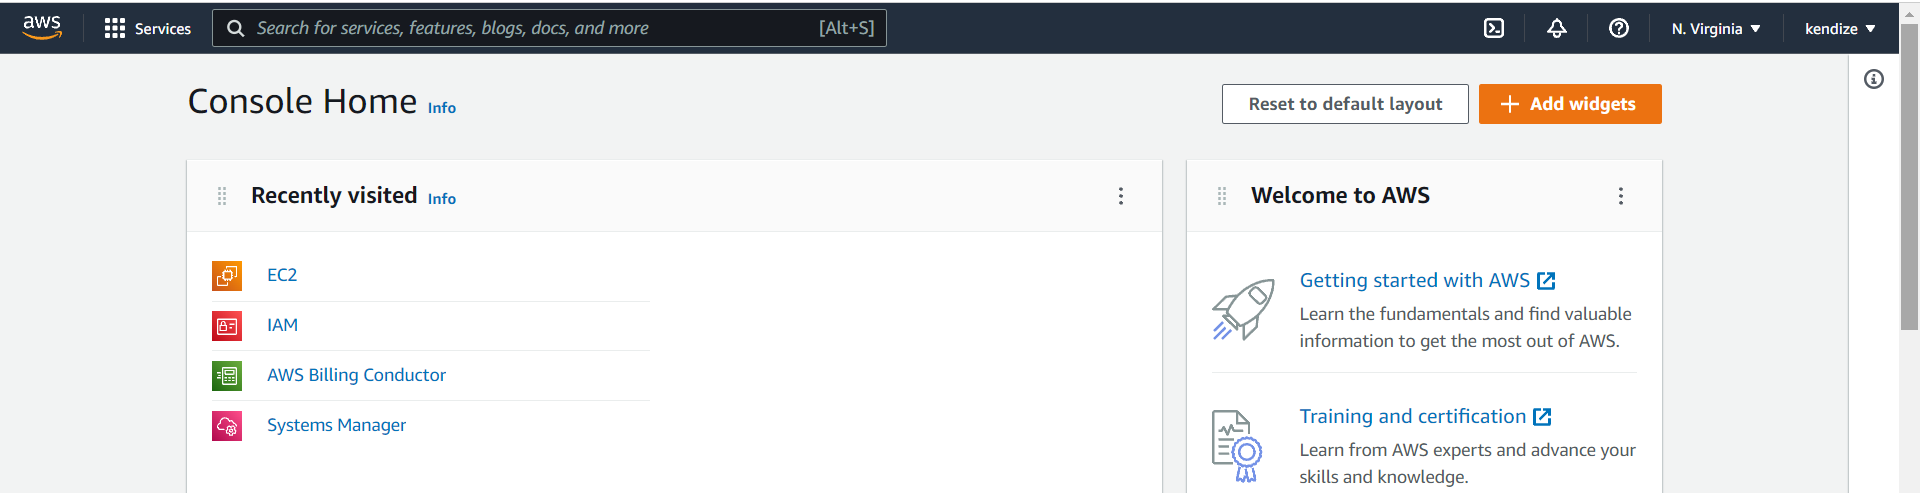 aws
Services
Search for services, features, blogs, docs, and more
[Alt+S]
N. Virginia
kendize
Console Home Info
Reset to default layout
Add widgets
Recently visited Info
EC2
IAM
AWS Billing Conductor
Systems Manager
Welcome to AWS
Getting started with AWS
Learn the fundamentals and find valuable
information to get the most out of AWS.
Training and certification
Learn from AWS experts and advance your
skills and knowledge.